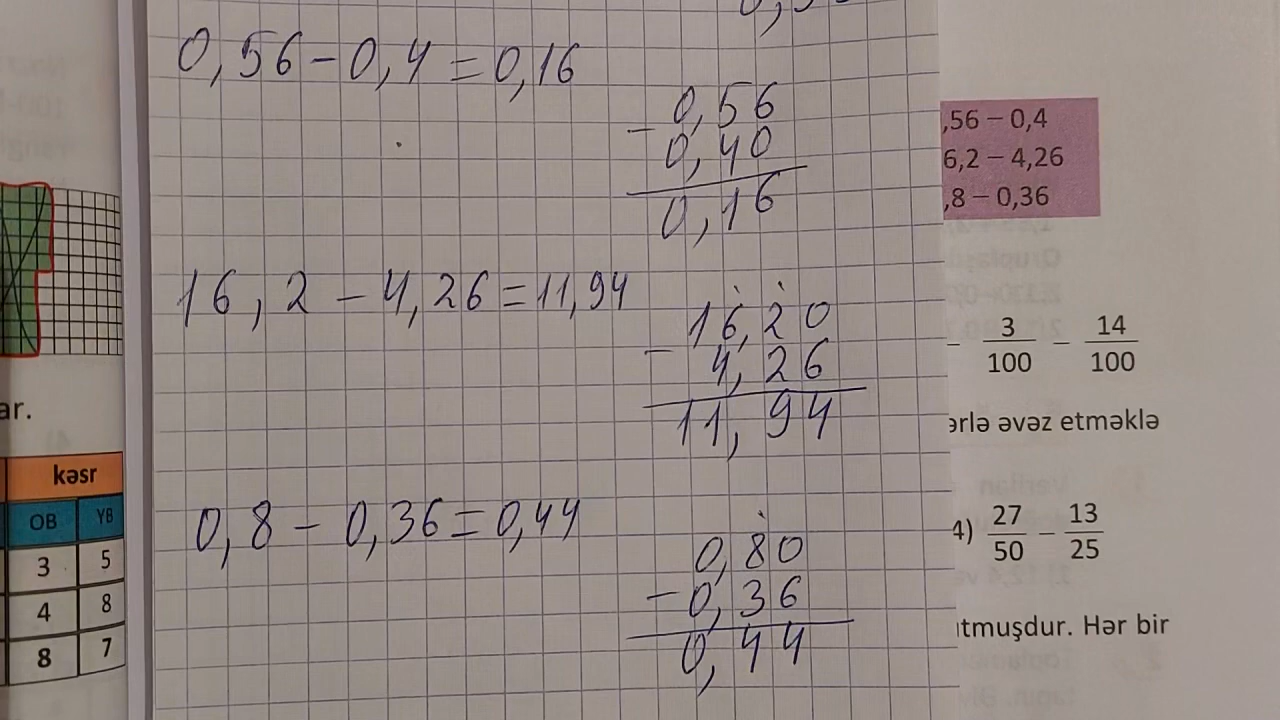 0,56 − 0,4 = 0,16
0,56
− 0,40
0,16
16,2 − 4,26 = 11,94
16,20
− 4,26
11,94
0,8 − 0,36 = 0,44
0,80
− 0,36
0,44
,56 − 0,4
6,2 − 4,26
,8 − 0,36
− 3/100 − 14/100
ərlə əvəz etməklə
4) 27/50 − 13/25
tmuşdur. Hər bir
ar.
kəsr
OB YB
3 5
4 8
8 7